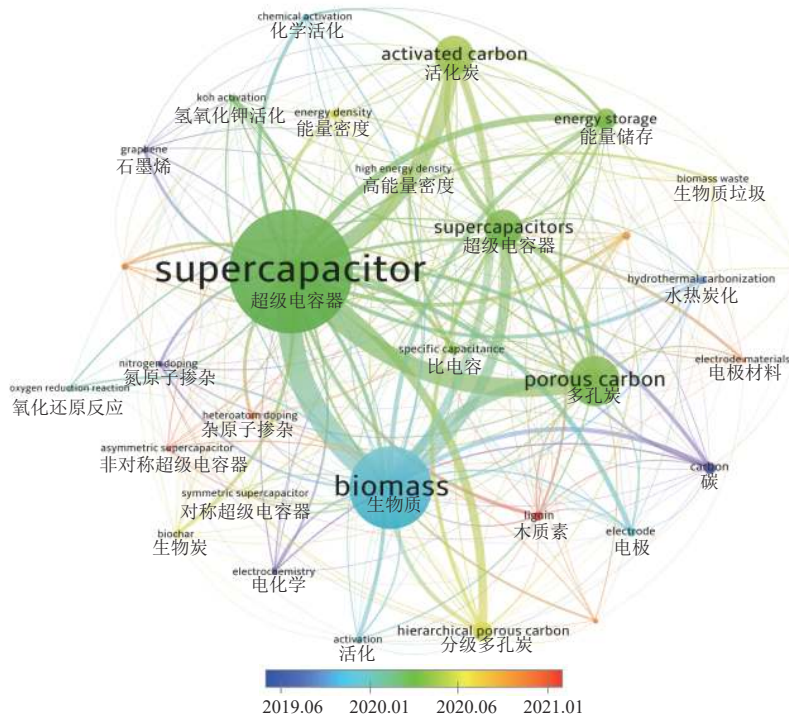 chemical activation
化学活化
activated carbon
活化炭
koh activation
氢氧化钾活化
energy density
能量密度
energy storage
能量储存
graphene
石墨烯
high energy density
高能量密度
biomass waste
生物质垃圾
supercapacitors
超级电容器
supercapacitor
超级电容器
hydrothermal carbonization
水热炭化
specific capacitance
比电容
nitrogen doping
氮原子掺杂
electrode materials
电极材料
porous carbon
多孔炭
oxygen reduction reaction
氧化还原反应
heteroatom doping
杂原子掺杂
asymmetric supercapacitor
非对称超级电容器
carbon
碳
biomass
生物质
symmetric supercapacitor
对称超级电容器
lignin
木质素
biochar
生物炭
electrode
电极
electrochemistry
电化学
activation
活化
hierarchical porous carbon
分级多孔炭
2019.06 2020.01 2020.06 2021.01